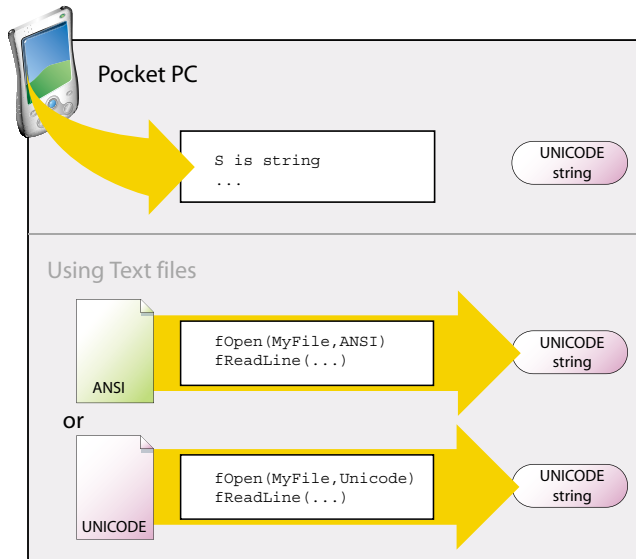 Pocket PC
S is string
...
UNICODE
string
Using Text files
fOpen(MyFile,ANSI)
fReadLine(...)
ANSI
UNICODE
string
or
fOpen(MyFile,Unicode)
fReadLine(...)
UNICODE
UNICODE
string